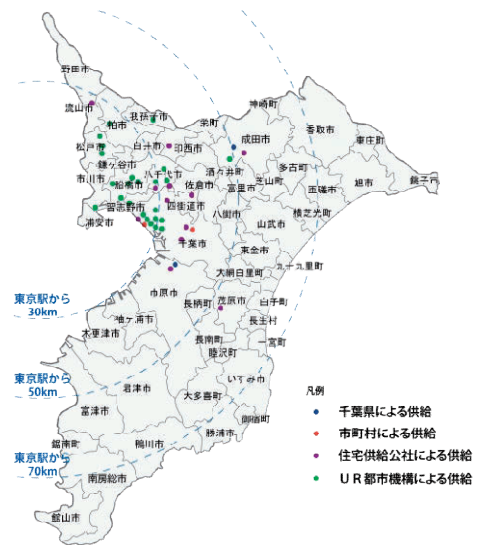 野田市
流山市
柏市
我孫子市
栄町
神崎町
成田市
香取市
東庄町
松戸市
白井市
印西市
鎌ケ谷市
酒々井町
多古町
市川市
船橋市
八千代市
佐倉市
富里市
芝山町
匝瑳市
旭市
銚子市
習志野市
四街道市
八街市
横芝光町
浦安市
山武市
千葉市
東金市
大網白里町
九十九里町
市原市
東京駅から
30km
長柄町
茂原市
白子町
袖ヶ浦市
木更津市
長南町
長生村
一宮町
睦沢町
東京駅から
50km
君津市
いすみ市
大多喜町
富津市
御宿町
勝浦市
鋸南町
鴨川市
東京駅から
70km
南房総市
館山市
凡例
千葉県による供給
市町村による供給
住宅供給公社による供給
UR都市機構による供給